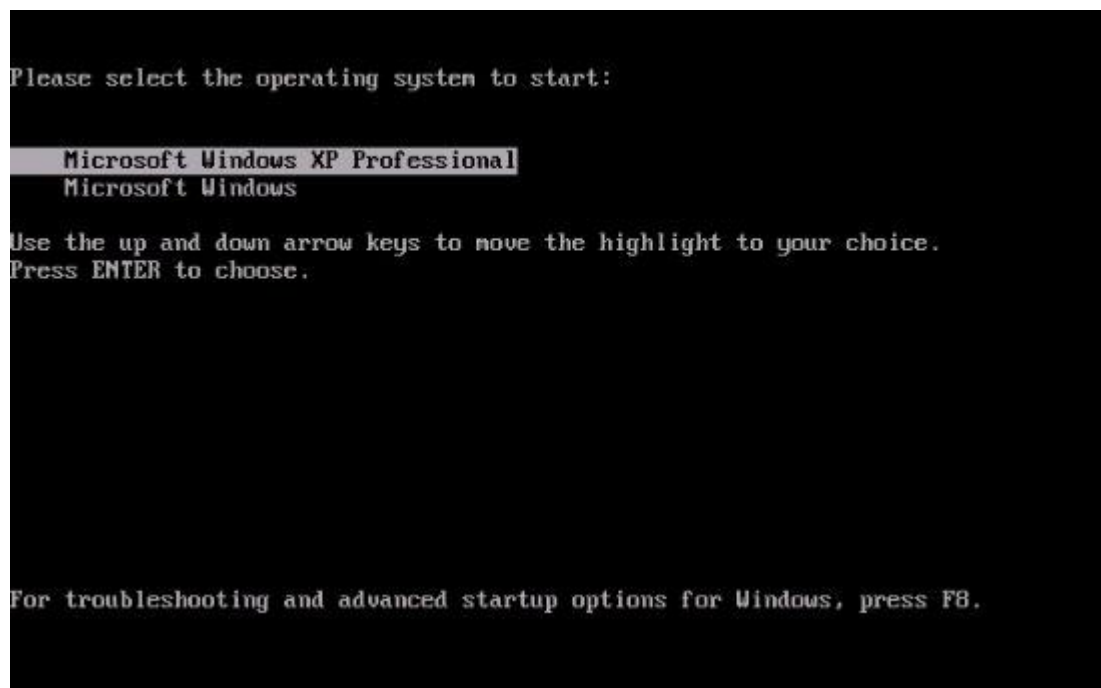 Please select the operating system to start:
Microsoft Windows XP Professional
Microsoft Windows
Use the up and down arrow keys to move the highlight to your choice.
Press ENTER to choose.
For troubleshooting and advanced startup options for Windows, press F8.